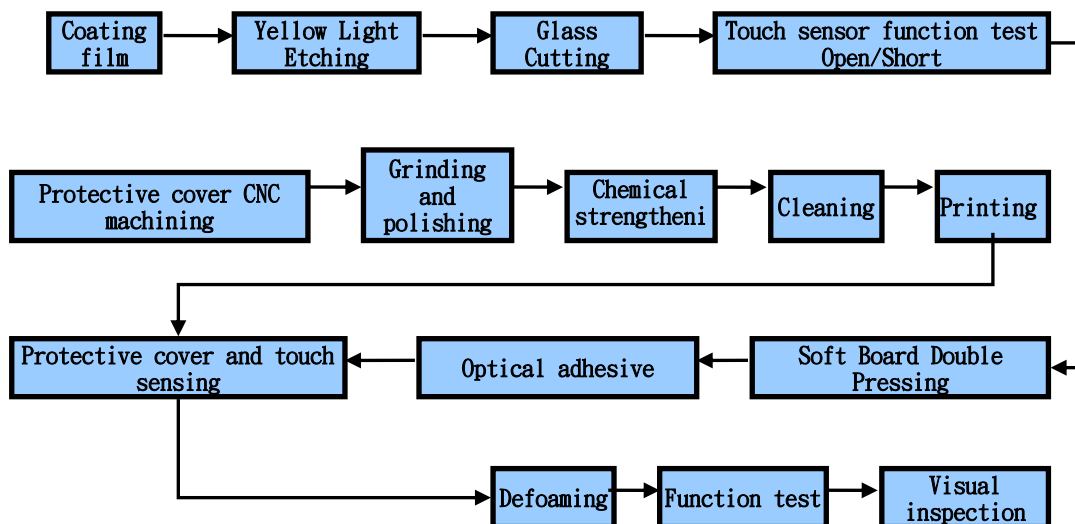 Coating
film
Yellow Light
Etching
Glass
Cutting
Touch sensor function test
Open/Short
Protective cover CNC
machining
Grinding
and
polishing
Chemical
strengtheni
Cleaning
Printing
Protective cover and touch
sensing
Optical adhesive
Soft Board Double
Pressing
Defoaming
Function test
Visual
inspection